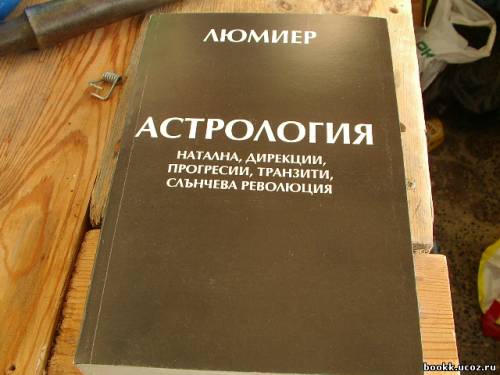 ЛЮМИЕР
АСТРОЛОГИЯ
НАТАЛНА, ДИРЕКЦИИ,
ПРОГРЕСИИ, ТРАНЗИТИ,
СЛЪНЧЕВА РЕВОЛЮЦИЯ
bookk.ucoz.ru